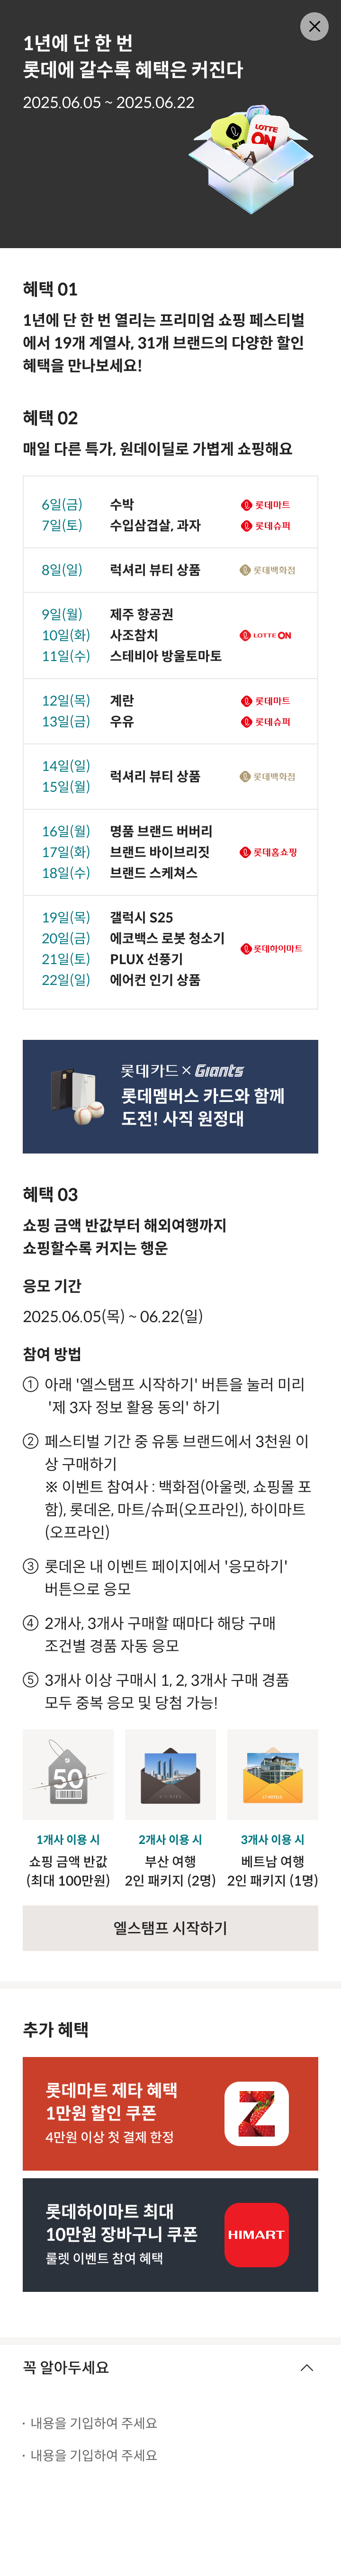 1년에 단 한 번
롯데에 갈수록 혜택은 커진다
2025.06.05 ~ 2025.06.22
LOTTE
ON
혜택 01
1년에 단 한 번 열리는 프리미엄 쇼핑 페스티벌
에서 19개 계열사, 31개 브랜드의 다양한 할인
혜택을 만나보세요!
혜택 02
매일 다른 특가, 원데이딜로 가볍게 쇼핑해요
6일(금) 수박 롯데마트
7일(토) 수입삼겹살, 과자 롯데슈퍼
8일(일) 럭셔리 뷰티 상품 롯데백화점
9일(월) 제주 항공권
10일(화) 사조참치 LOTTE ON
11일(수) 스테비아 방울토마토
12일(목) 계란 롯데마트
13일(금) 우유 롯데슈퍼
14일(일)
럭셔리 뷰티 상품 롯데백화점
15일(월)
16일(월) 명품 브랜드 버버리
17일(화) 브랜드 바이브리짓 롯데홈쇼핑
18일(수) 브랜드 스케쳐스
19일(목) 갤럭시 S25
20일(금) 에코백스 로봇 청소기
롯데하이마트
21일(토) PLUX 선풍기
22일(일) 에어컨 인기 상품
롯데카드 × Giants
롯데멤버스 카드와 함께
도전! 사직 원정대
혜택 03
쇼핑 금액 반값부터 해외여행까지
쇼핑할수록 커지는 행운
응모 기간
2025.06.05(목) ~ 06.22(일)
참여 방법
① 아래 '엘스탬프 시작하기' 버튼을 눌러 미리
'제 3자 정보 활용 동의' 하기
② 페스티벌 기간 중 유통 브랜드에서 3천원 이
상 구매하기
※ 이벤트 참여사 : 백화점(아울렛, 쇼핑몰 포
함), 롯데온, 마트/슈퍼(오프라인), 하이마트
(오프라인)
③ 롯데온 내 이벤트 페이지에서 '응모하기'
버튼으로 응모
④ 2개사, 3개사 구매할 때마다 해당 구매
조건별 경품 자동 응모
⑤ 3개사 이상 구매시 1, 2, 3개사 구매 경품
모두 중복 응모 및 당첨 가능!
50
1개사 이용 시
쇼핑 금액 반값
(최대 100만원)
2개사 이용 시
부산 여행
2인 패키지 (2명)
3개사 이용 시
베트남 여행
2인 패키지 (1명)
엘스탬프 시작하기
추가 혜택
롯데마트 제타 혜택
1만원 할인 쿠폰
4만원 이상 첫 결제 한정
Z
롯데하이마트 최대
10만원 장바구니 쿠폰
룰렛 이벤트 참여 혜택
HIMART
꼭 알아두세요
· 내용을 기입하여 주세요
· 내용을 기입하여 주세요